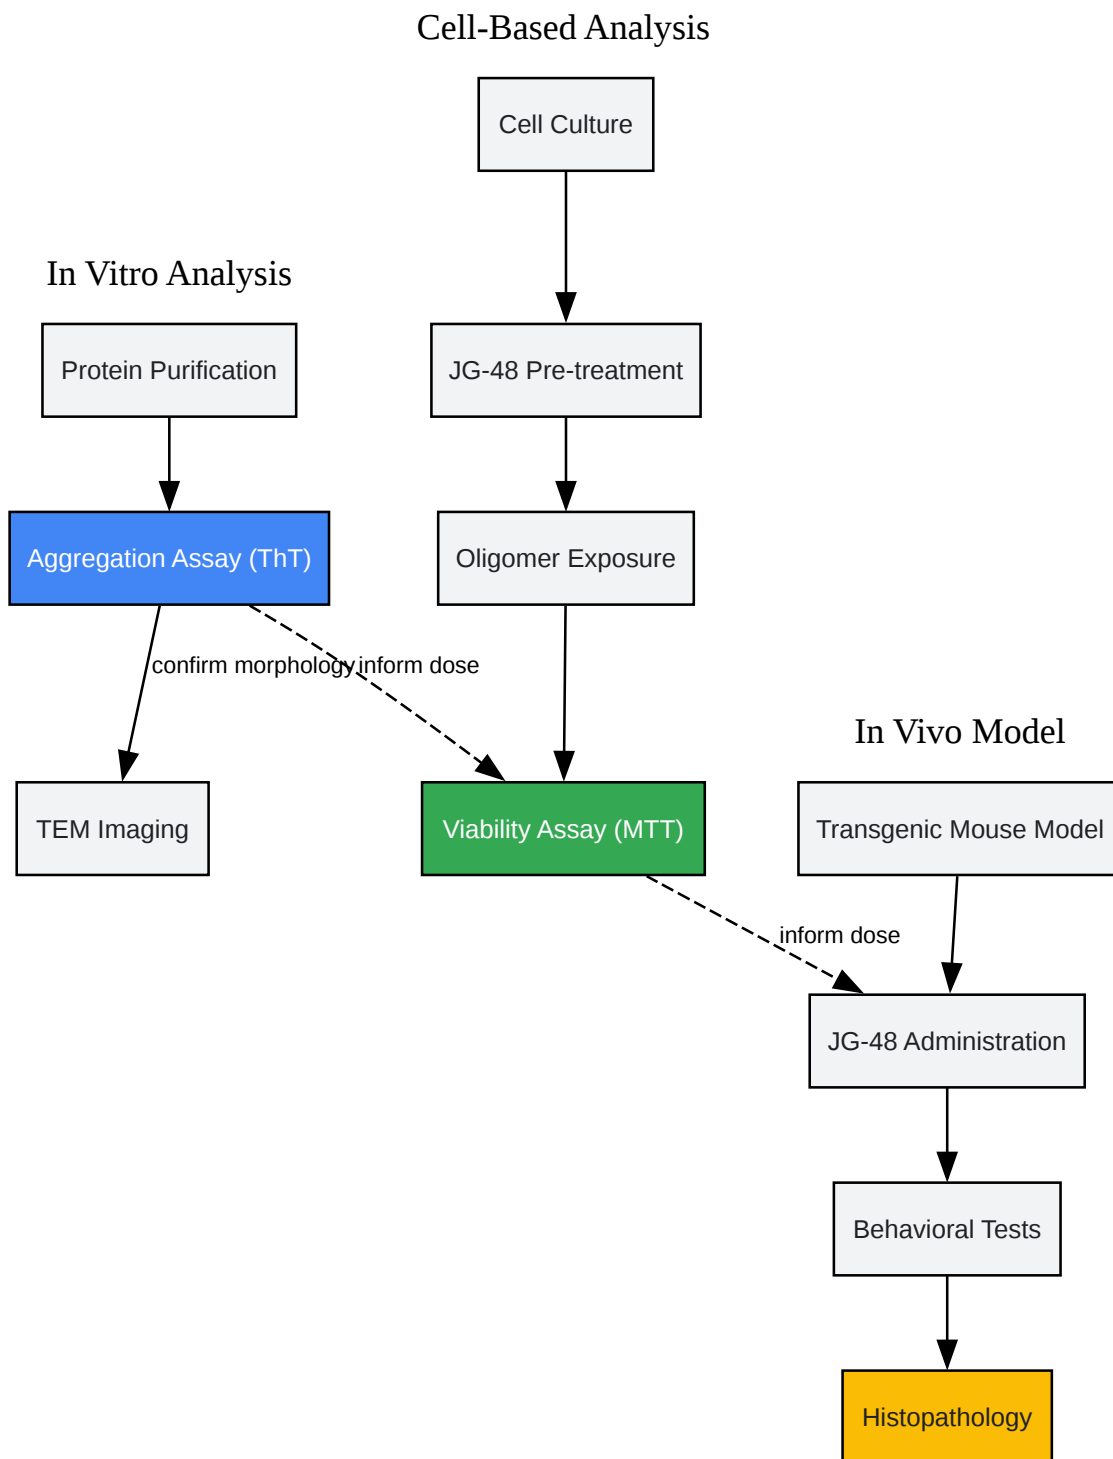 Cell-Based Analysis
Cell Culture
In Vitro Analysis
Protein Purification
JG-48 Pre-treatment
Aggregation Assay (ThT)
Oligomer Exposure
confirm morphology
inform dose
In Vivo Model
TEM Imaging
Viability Assay (MTT)
Transgenic Mouse Model
inform dose
JG-48 Administration
Behavioral Tests
Histopathology